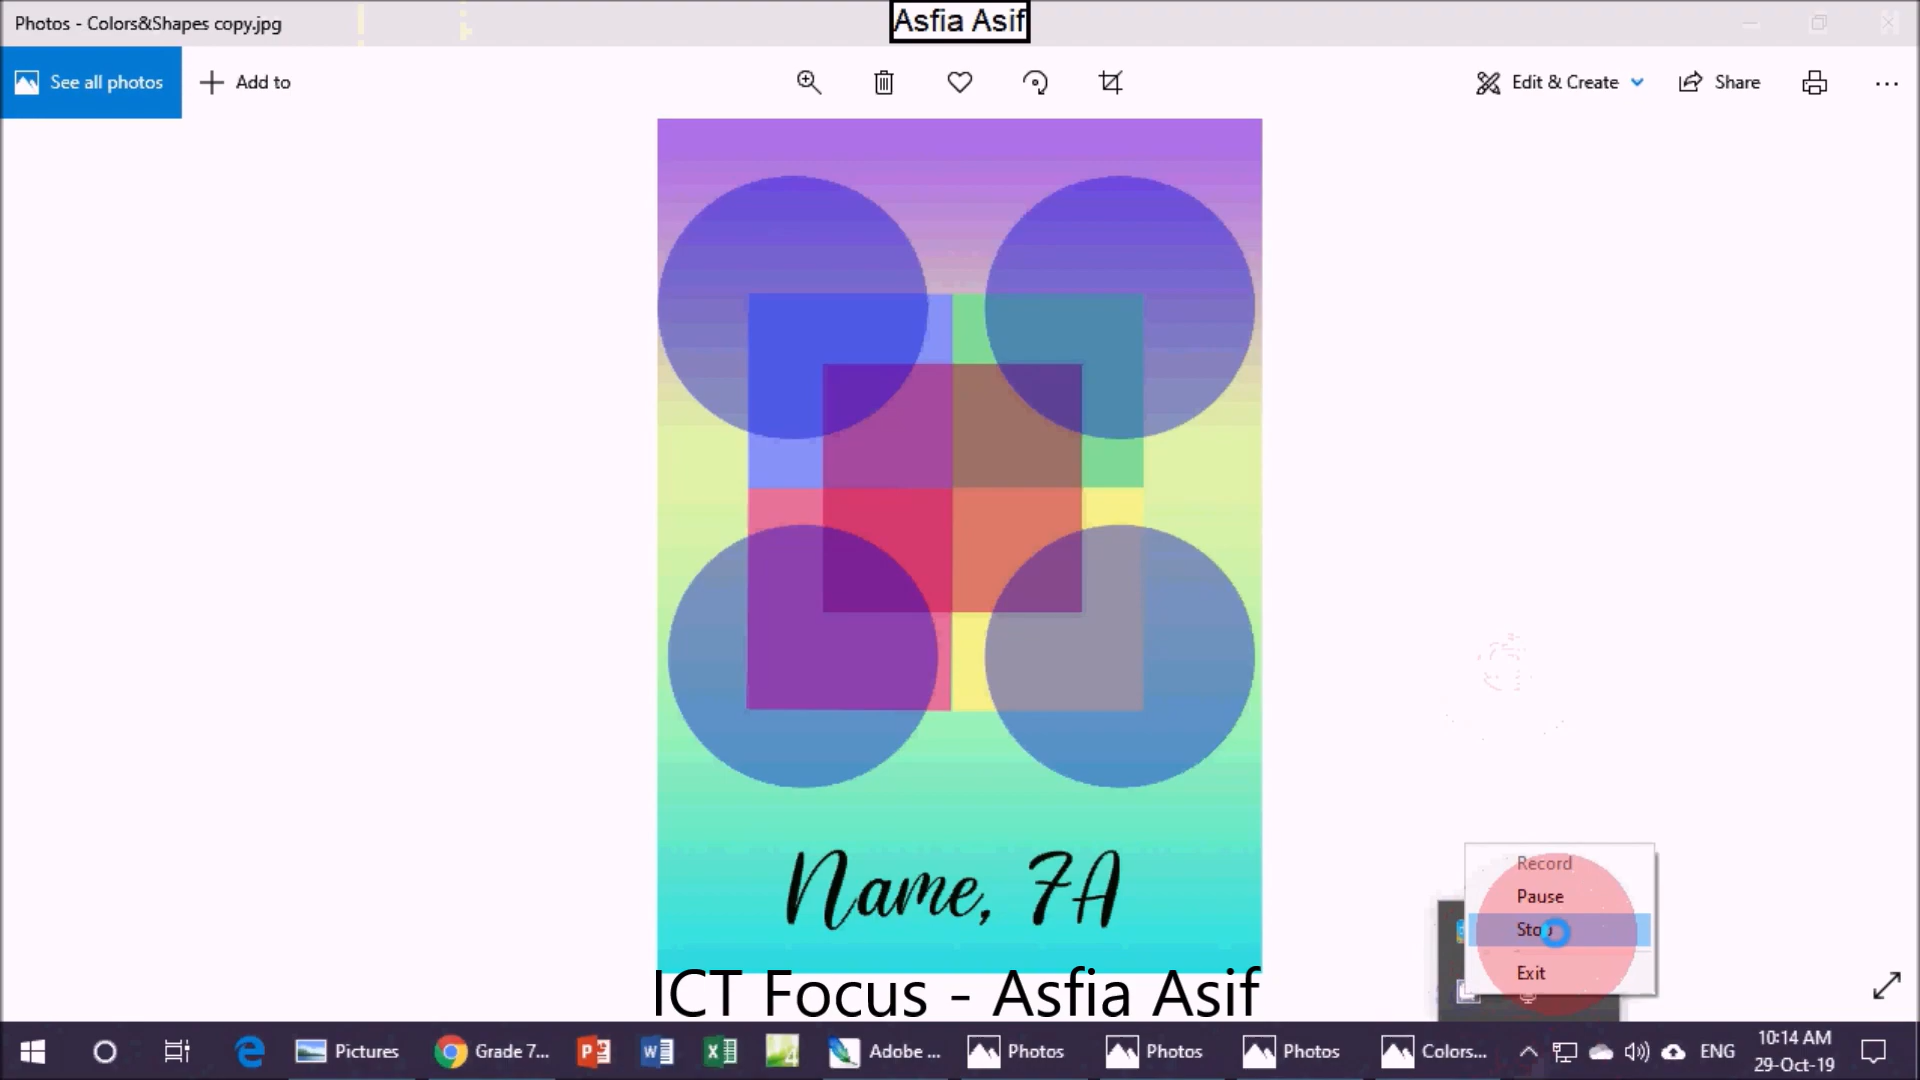 Photos - Colors&Shapes copy.jpg
Asfia Asif
See all photos
Add to
Edit & Create
Share
Name, 7A
Record
Pause
Stop
Exit
ICT Focus - Asfia Asif
Pictures
Grade 7...
Adobe ...
Photos
Photos
Photos
Colors...
ENG
10:14 AM
29-Oct-19